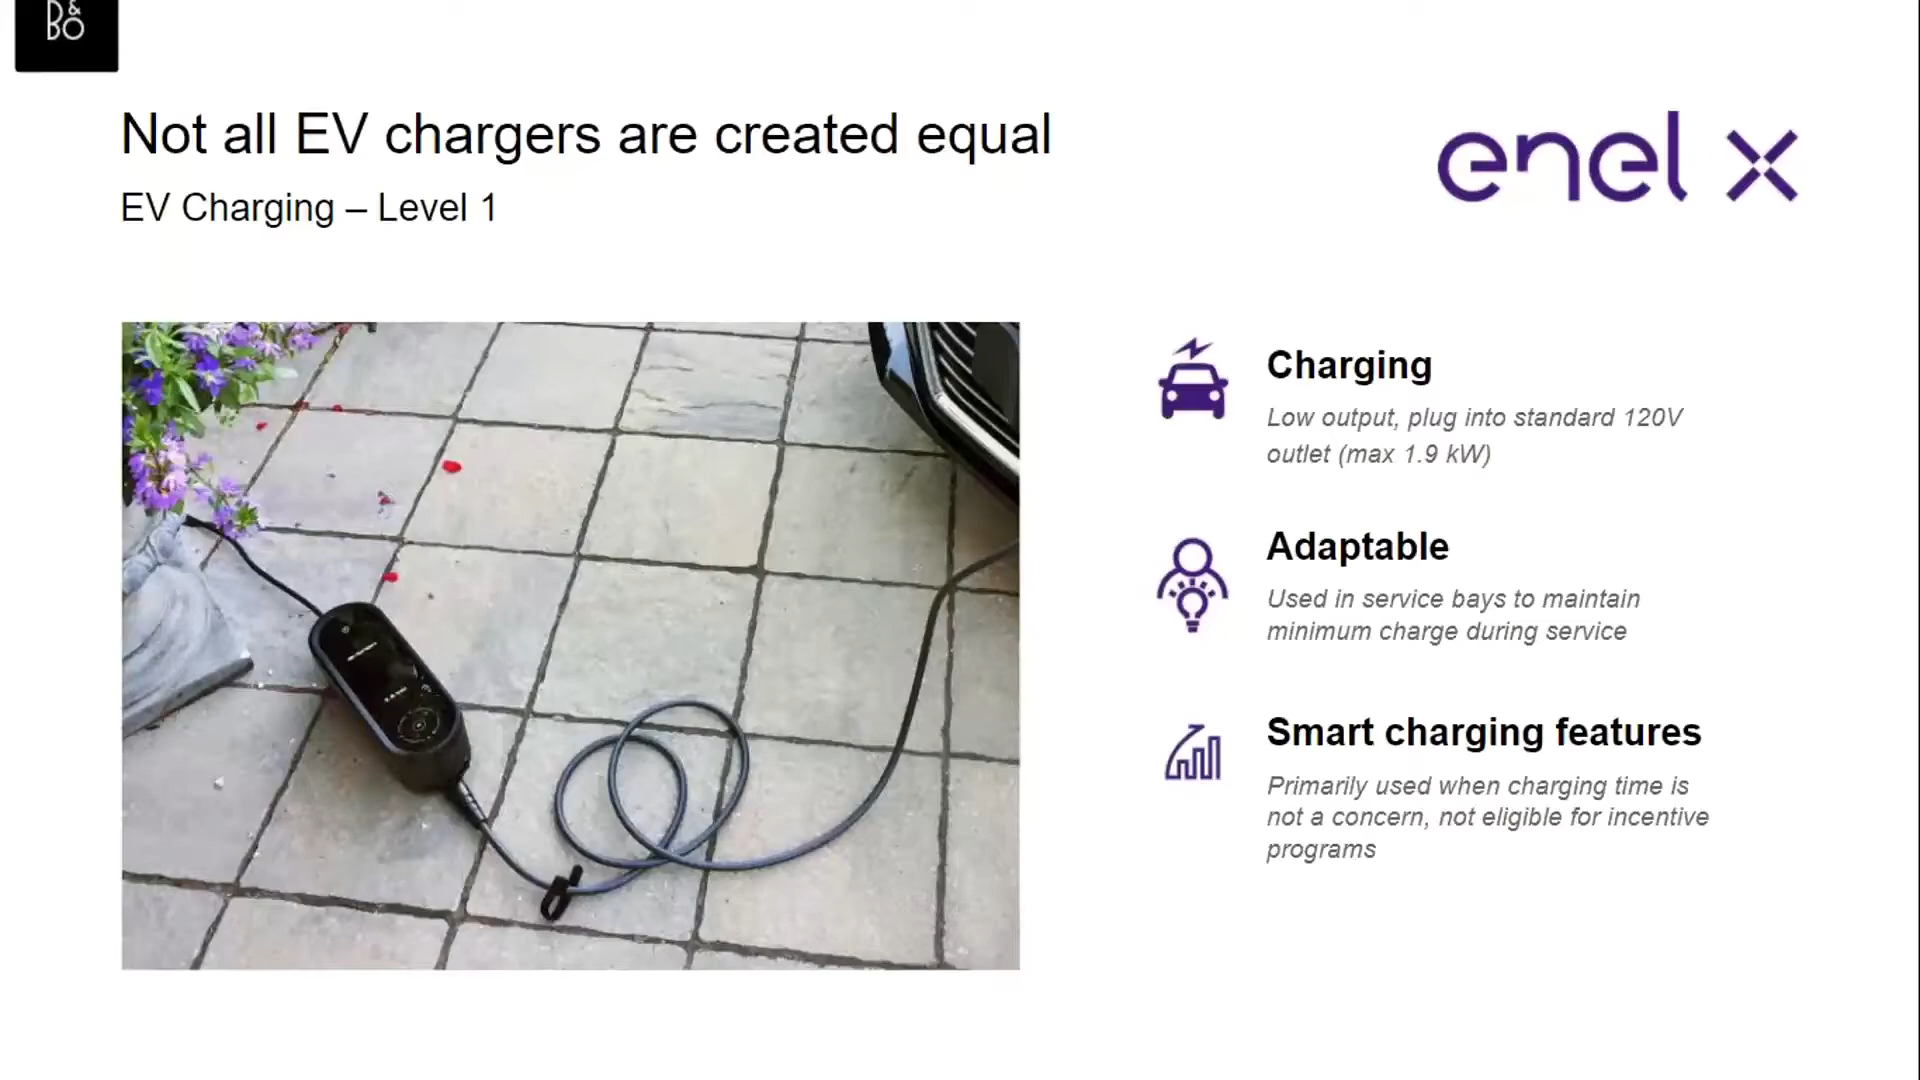 B&O
Not all EV chargers are created equal
EV Charging – Level 1
enel x
Charging
Low output, plug into standard 120V
outlet (max 1.9 kW)
Adaptable
Used in service bays to maintain
minimum charge during service
Smart charging features
Primarily used when charging time is
not a concern, not eligible for incentive
programs